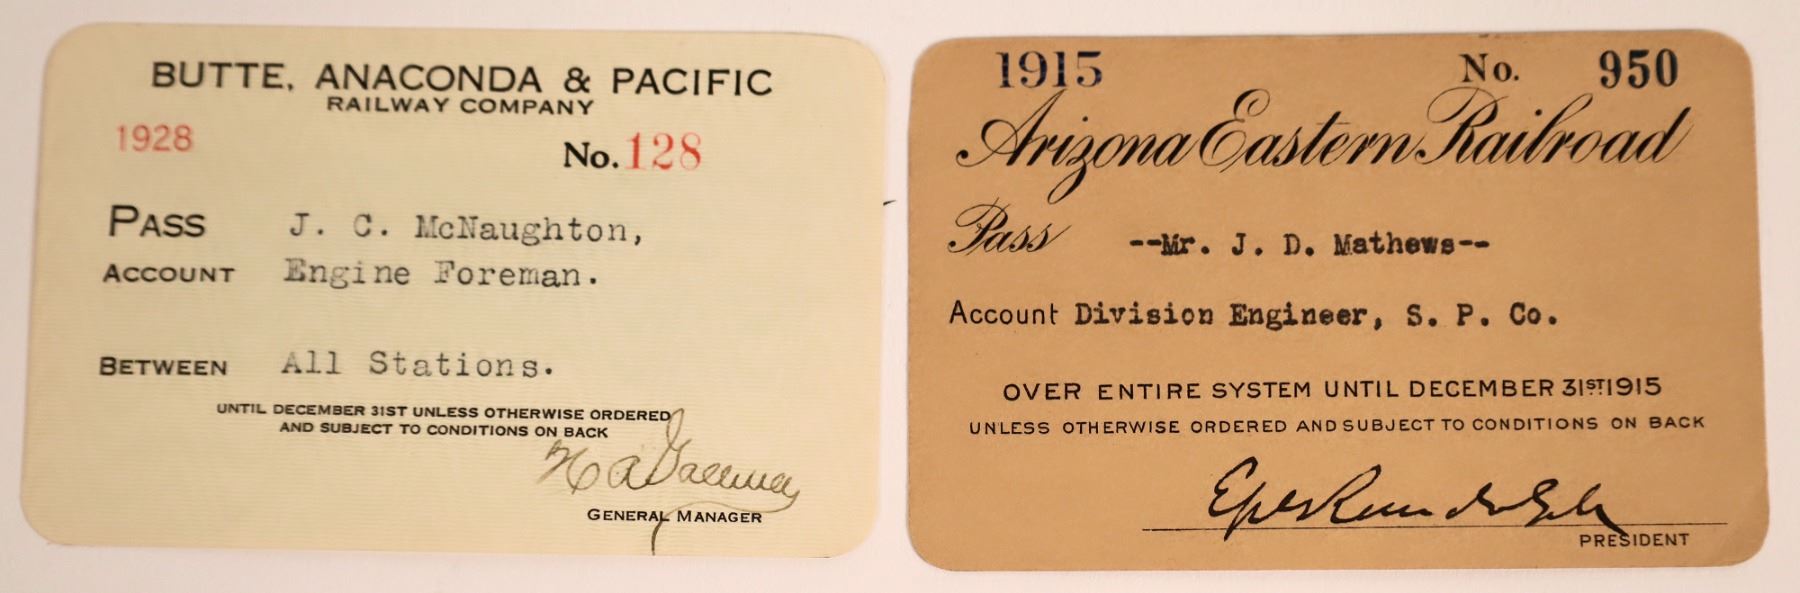 BUTTE, ANACONDA & PACIFIC
RAILWAY COMPANY
1928
No. 128
PASS J. C. McNaughton,
ACCOUNT Engine Foreman.
BETWEEN All Stations.
UNTIL DECEMBER 31ST UNLESS OTHERWISE ORDERED
AND SUBJECT TO CONDITIONS ON BACK
GENERAL MANAGER
1915 No. 950
Arizona Eastern Railroad
Pass --Mr. J. D. Mathews--
Account Division Engineer, S. P. Co.
OVER ENTIRE SYSTEM UNTIL DECEMBER 31ST 1915
UNLESS OTHERWISE ORDERED AND SUBJECT TO CONDITIONS ON BACK
Epes Randolph
PRESIDENT